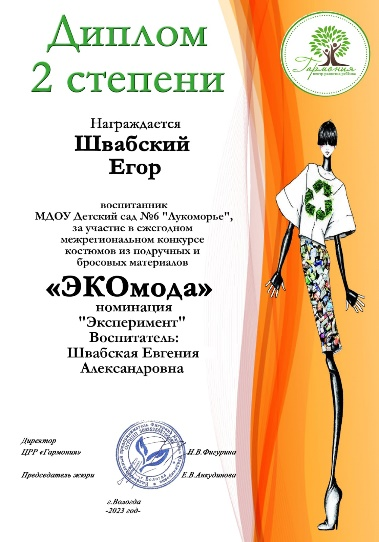 Диплом
2 степени
Гармония
Награждается
Швабский
Егор
воспитанник
МДОУ Детский сад №6 "Лукоморье",
за участие в ежегодном
межрегиональном конкурсе
костюмов из подручных и
бросовых материалов
«ЭКОмода»
номинация
"Эксперимент"
Воспитатель:
Швабская Евгения
Александровна
Директор
ЦРР «Гармония» Н.В.Фигурина
Председатель жюри Е.В.Анкудинова
г.Вологда
-2023 год-